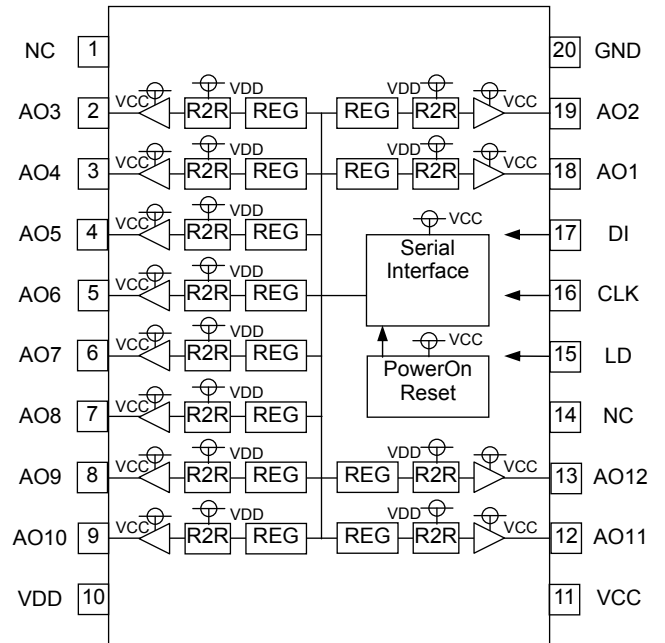 NC 1 20 GND
AO3 2 VCC R2R VDD REG REG VDD R2R VCC 19 AO2
AO4 3 VCC R2R VDD REG REG VDD R2R VCC 18 AO1
AO5 4 VCC R2R VDD REG VCC 17 DI
Serial
Interface
AO6 5 VCC R2R VDD REG 16 CLK
AO7 6 VCC R2R VDD REG VCC 15 LD
PowerOn
Reset
AO8 7 VCC R2R VDD REG 14 NC
AO9 8 VCC R2R VDD REG REG VDD R2R VCC 13 AO12
AO10 9 VCC R2R VDD REG REG VDD R2R VCC 12 AO11
VDD 10 11 VCC